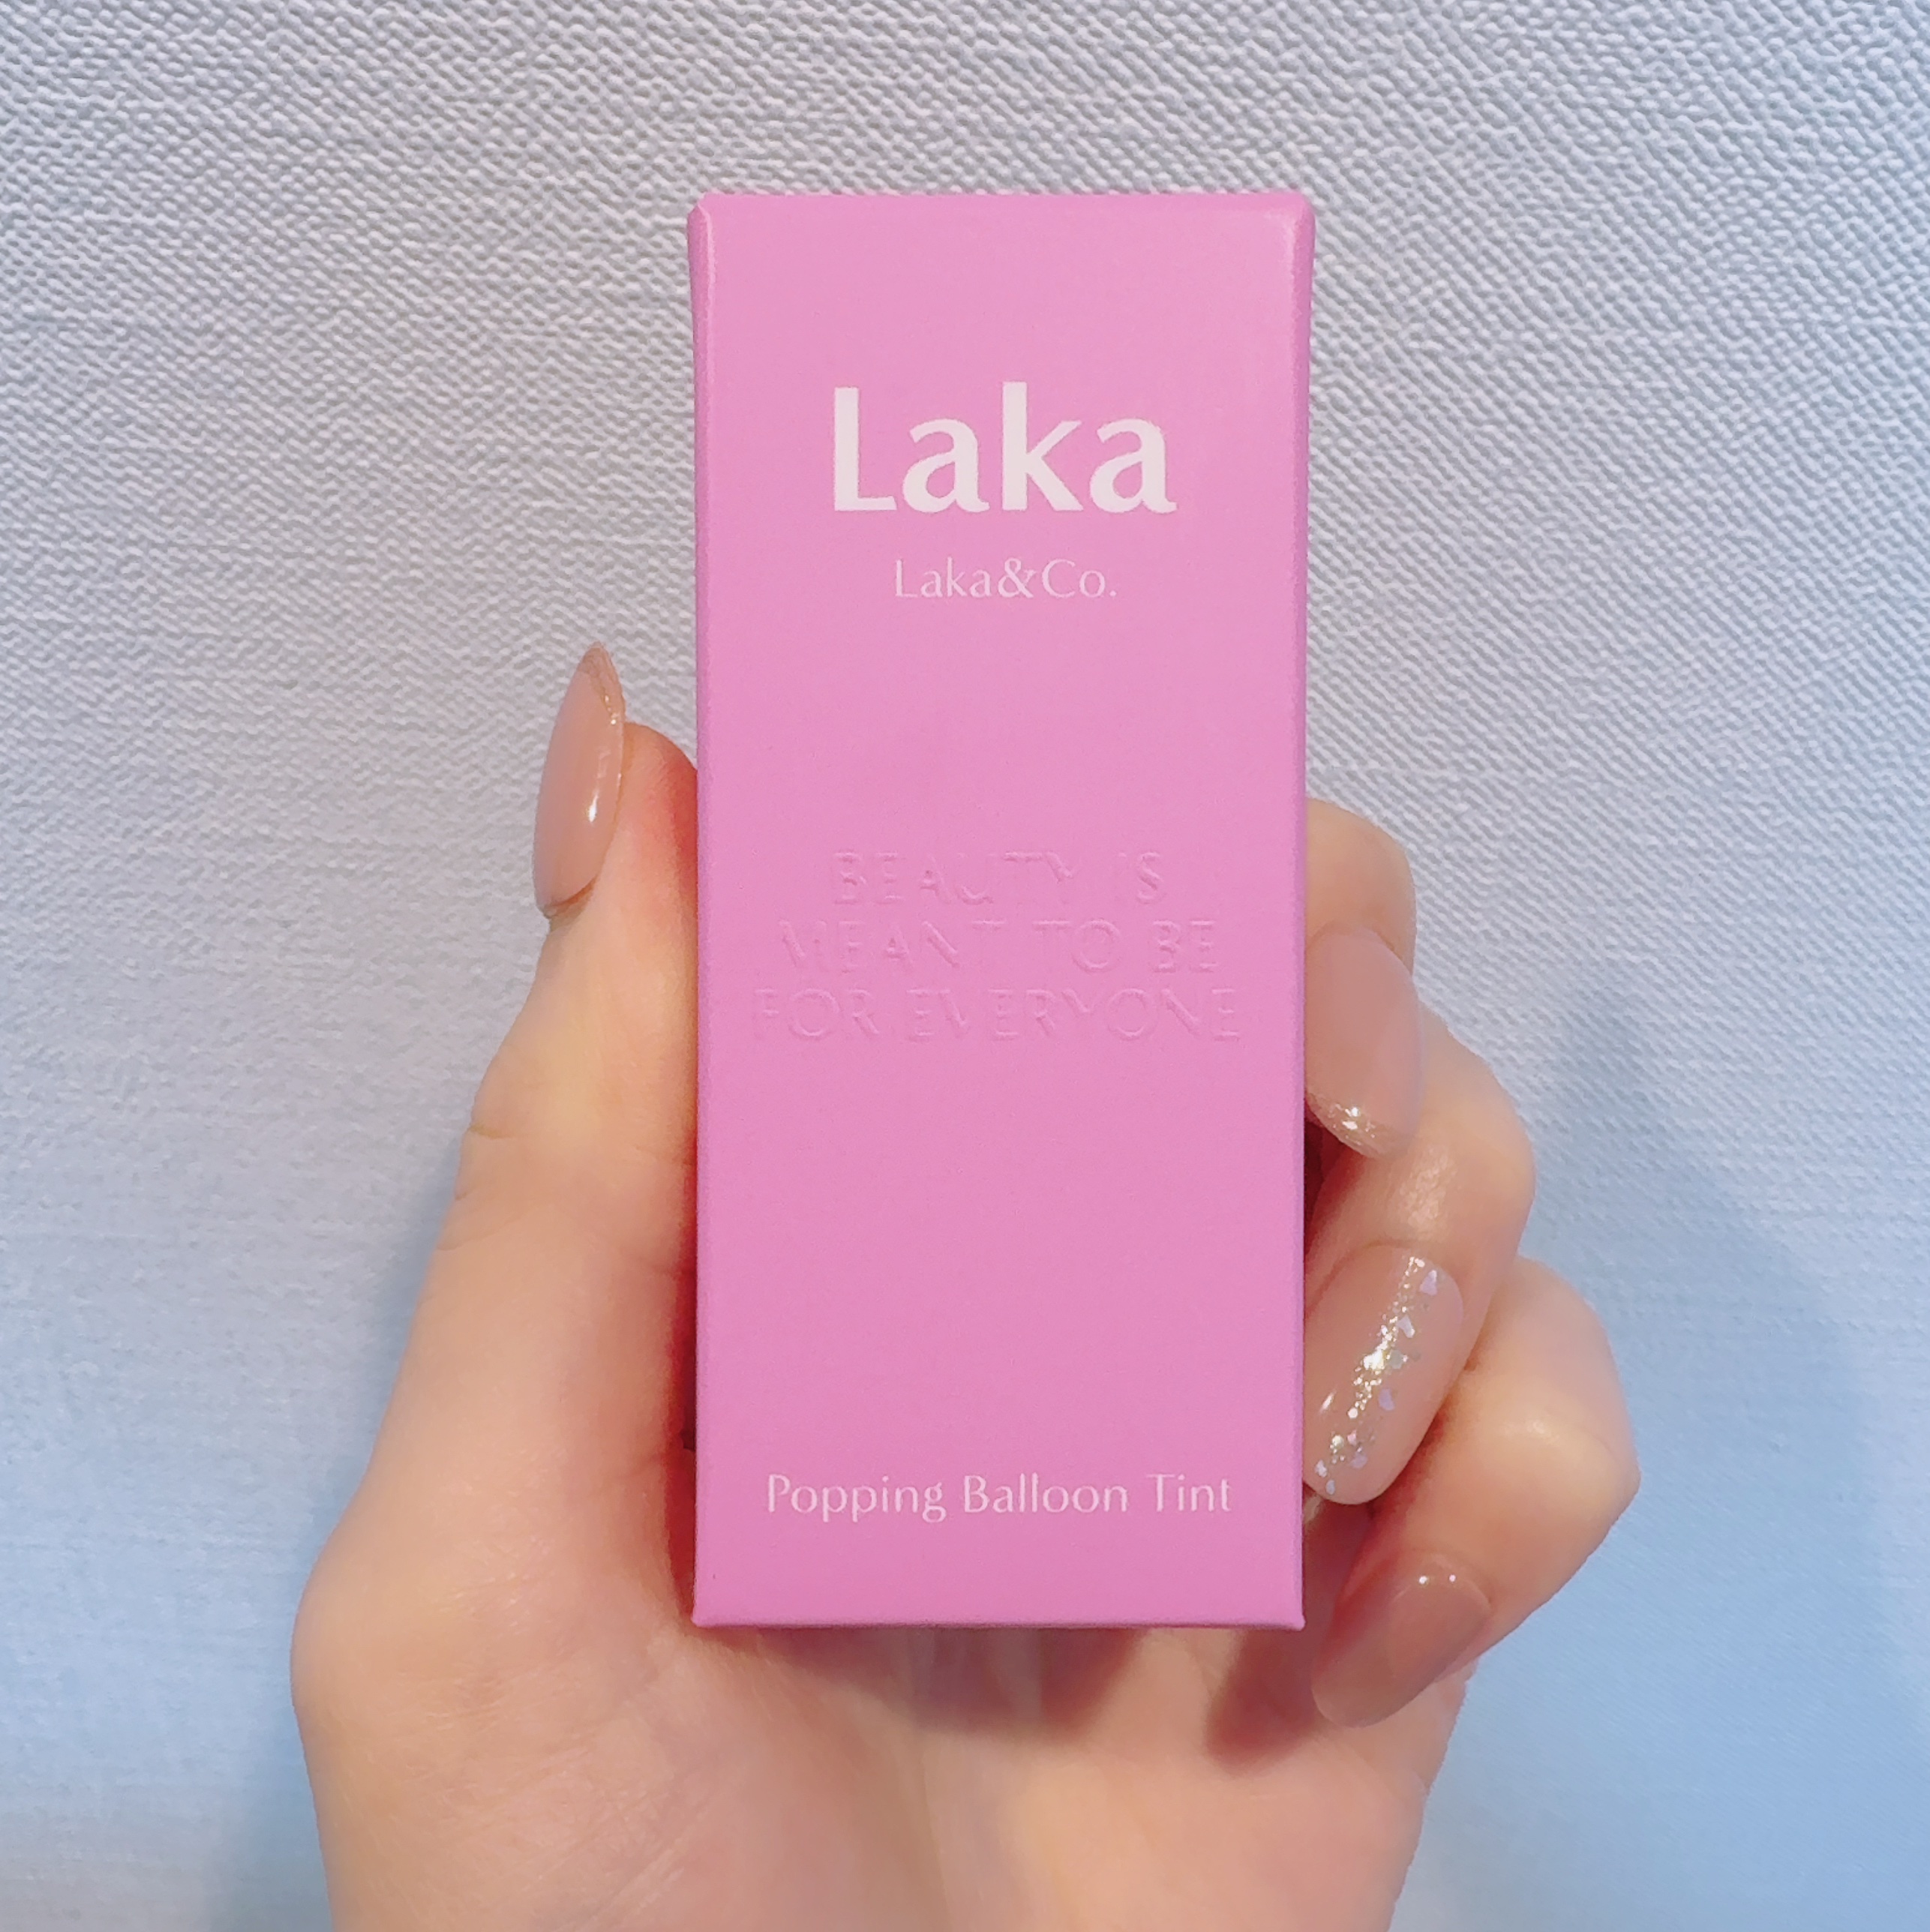 Laka
Laka&Co.
BEAUTY IS
MEANT TO BE
FOR EVERYONE
Popping Balloon Tint